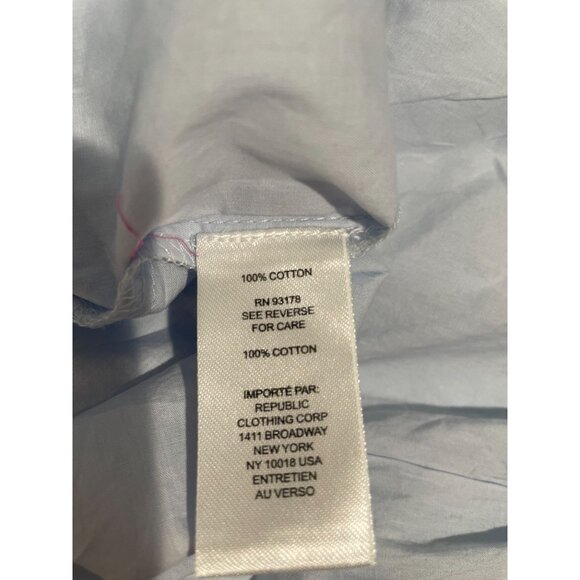 100% COTTON
RN 93178
SEE REVERSE
FOR CARE
100% COTTON
IMPORTÉ PAR:
REPUBLIC
CLOTHING CORP
1411 BROADWAY
NEW YORK
NY 10018 USA
ENTRETIEN
AU VERSO